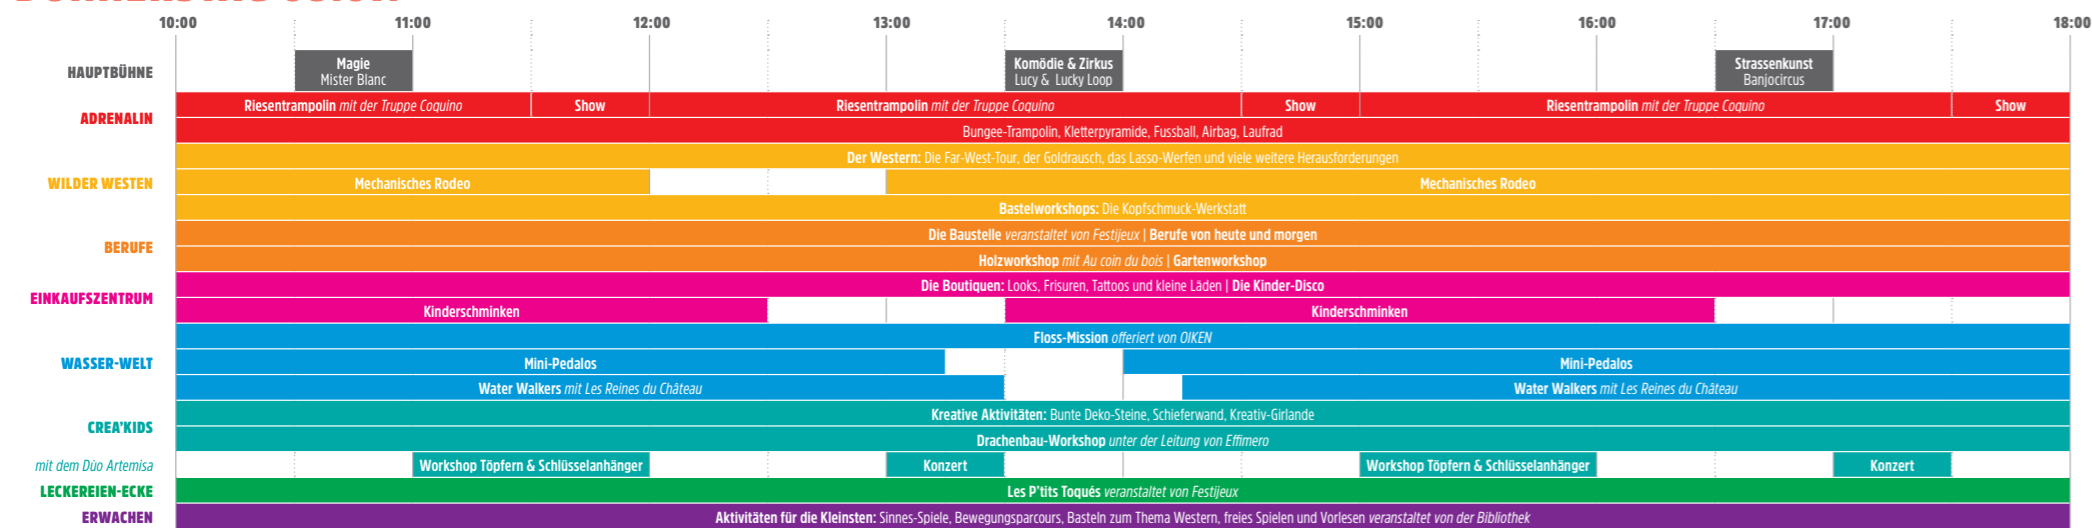 10:00 11:00 12:00 13:00 14:00 15:00 16:00 17:00 18:00
HAUPTBÜHNE
Magie
Mister Blanc
Komödie & Zirkus
Lucy & Lucky Loop
Strassenkunst
Banjocircus
ADRENALIN
Riesentrampolin mit der Truppe Coquino
Show
Riesentrampolin mit der Truppe Coquino
Show
Riesentrampolin mit der Truppe Coquino
Show
Bungee-Trampolin, Kletterpyramide, Fussball, Airbag, Laufrad
WILDER WESTEN
Der Western: Die Far-West-Tour, der Goldrausch, das Lasso-Werfen und viele weitere Herausforderungen
Mechanisches Rodeo
Mechanisches Rodeo
Bastelworkshops: Die Kopfschmuck-Werkstatt
BERUFE
Die Baustelle veranstaltet von Festijeux | Berufe von heute und morgen
Holzworkshop mit Au coin du bois | Gartenworkshop
EINKAUFSZENTRUM
Die Boutiquen: Looks, Frisuren, Tattoos und kleine Läden | Die Kinder-Disco
Kinderschminken
Kinderschminken
WASSER-WELT
Floss-Mission offeriert von OIKEN
Mini-Pedalos
Mini-Pedalos
Water Walkers mit Les Reines du Château
Water Walkers mit Les Reines du Château
CREA'KIDS
Kreative Aktivitäten: Bunte Deko-Steine, Schieferwand, Kreativ-Girlande
Drachenbau-Workshop unter der Leitung von Effimero
mit dem Dùo Artemisa
Workshop Töpfern & Schlüsselanhänger
Konzert
Workshop Töpfern & Schlüsselanhänger
Konzert
LECKEREIEN-ECKE
Les P'tits Toqués veranstaltet von Festijeux
ERWACHEN
Aktivitäten für die Kleinsten: Sinnes-Spiele, Bewegungsparcours, Basteln zum Thema Western, freies Spielen und Vorlesen veranstaltet von der Bibliothek